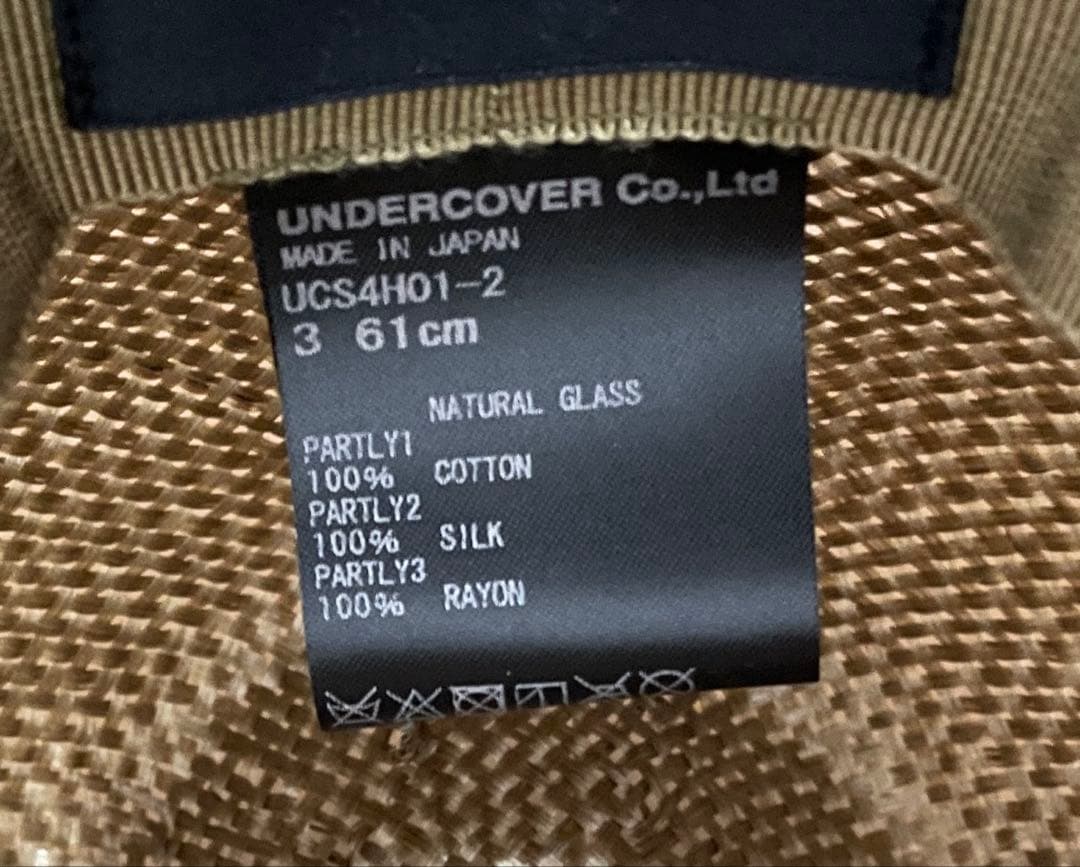 UNDERCOVER Co.,Ltd
MADE IN JAPAN
UCS4H01-2
3 61cm
NATURAL GLASS
PARTLY1
100% COTTON
PARTLY2
100% SILK
PARTLY3
100% RAYON